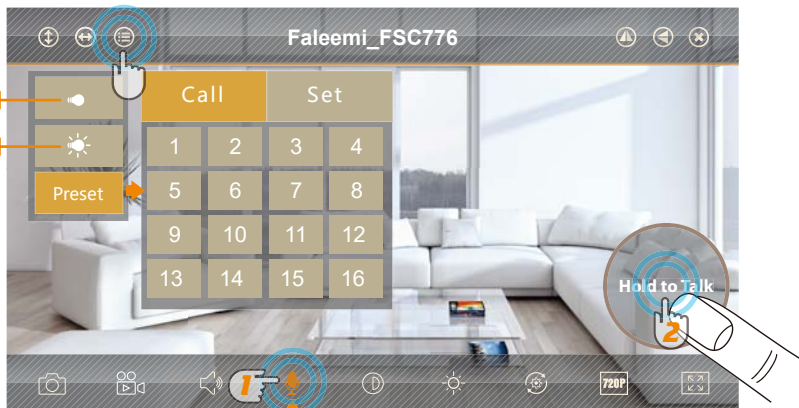 Faleemi_FSC776
Call Set
1 2 3 4
Preset 5 6 7 8
9 10 11 12
13 14 15 16
Hold to Talk
2
1
720P